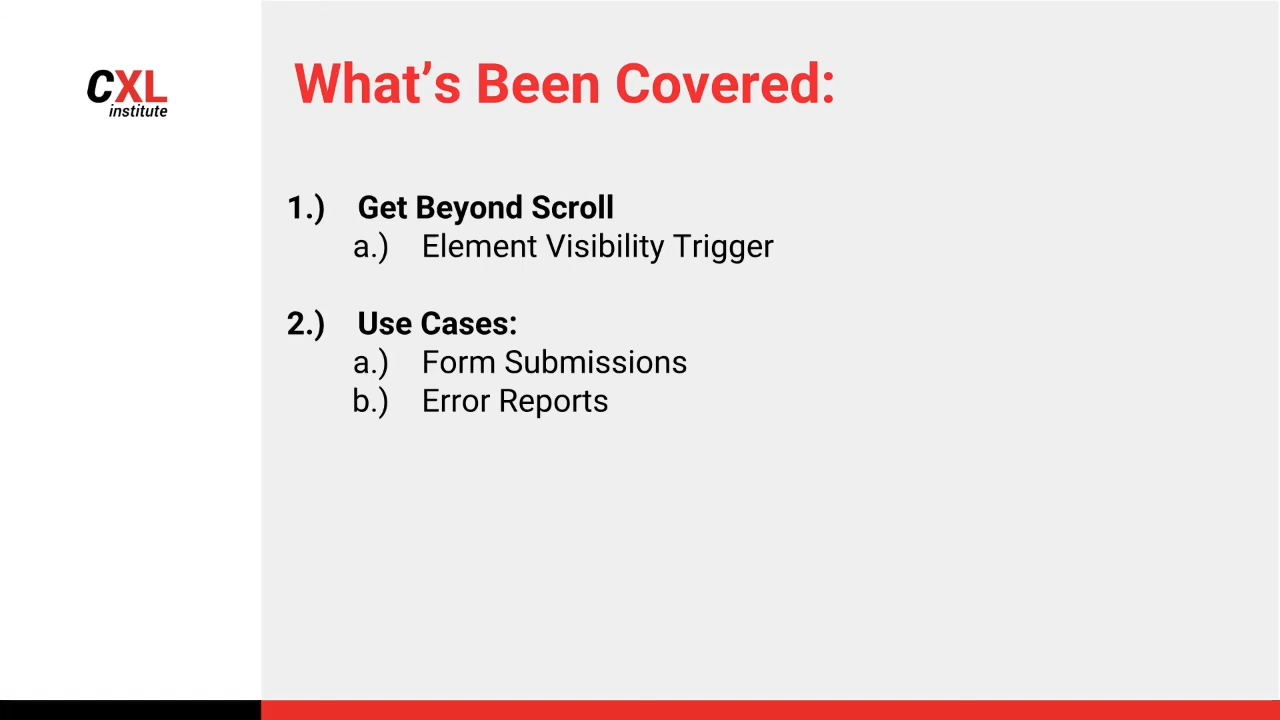 CXL
institute
What's Been Covered:
1.) Get Beyond Scroll
a.) Element Visibility Trigger
2.) Use Cases:
a.) Form Submissions
b.) Error Reports